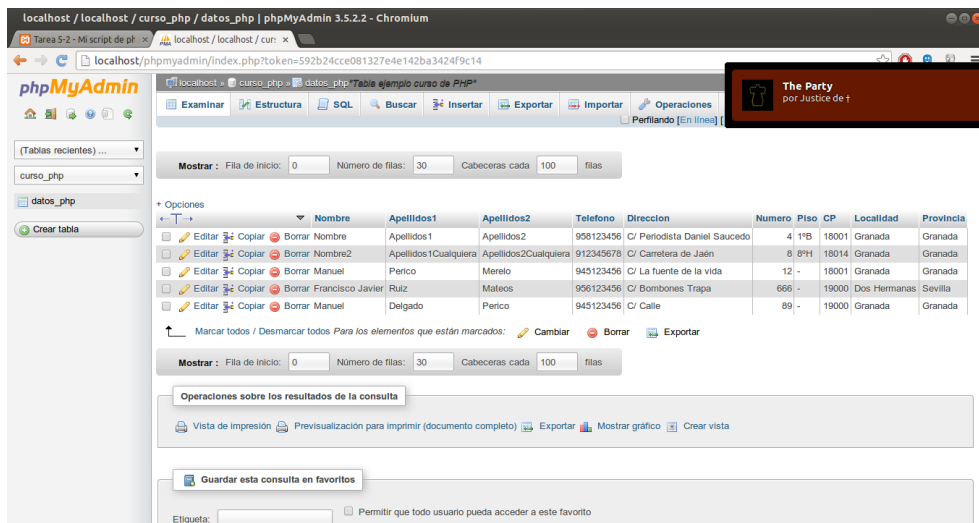 localhost / localhost / curso_php / datos_php | phpMyAdmin 3.5.2.2 - Chromium
Tarea S-2 - Mi script de ph × localhost / localhost / curs ×
localhost/phpmyadmin/index.php?token=592b24cce081327e4e142ba3424f9c14
phpMyAdmin
localhost » curso_php » datos_php "Tabla ejemplo curso de PHP"
The Party
por Justice de †
Examinar Estructura SQL Buscar Insertar Exportar Importar Operaciones
Perfilando [En línea] [
(Tablas recientes) ...
curso_php
datos_php
Crear tabla
Mostrar : Fila de inicio: 0 Número de filas: 30 Cabeceras cada 100 filas
+ Opciones
←T→ Nombre Apellidos1 Apellidos2 Telefono Direccion Numero Piso CP Localidad Provincia
Editar Copiar Borrar Nombre Apellidos1 Apellidos2 958123456 C/ Periodista Daniel Saucedo 4 1ºB 18001 Granada Granada
Editar Copiar Borrar Nombre2 Apellidos1Cualquiera Apellidos2Cualquiera 912345678 C/ Carretera de Jaén 8 8ºH 18014 Granada Granada
Editar Copiar Borrar Manuel Perico Merelo 945123456 C/ La fuente de la vida 12 - 18001 Granada Granada
Editar Copiar Borrar Francisco Javier Ruiz Mateos 956123456 C/ Bombones Trapa 666 - 19000 Dos Hermanas Sevilla
Editar Copiar Borrar Manuel Delgado Perico 945123456 C/ Calle 89 - 19000 Granada Granada
Marcar todos / Desmarcar todos Para los elementos que están marcados: Cambiar Borrar Exportar
Mostrar : Fila de inicio: 0 Número de filas: 30 Cabeceras cada 100 filas
Operaciones sobre los resultados de la consulta
Vista de impresión Previsualización para imprimir (documento completo) Exportar Mostrar gráfico Crear vista
Guardar esta consulta en favoritos
Etiqueta: Permitir que todo usuario pueda acceder a este favorito